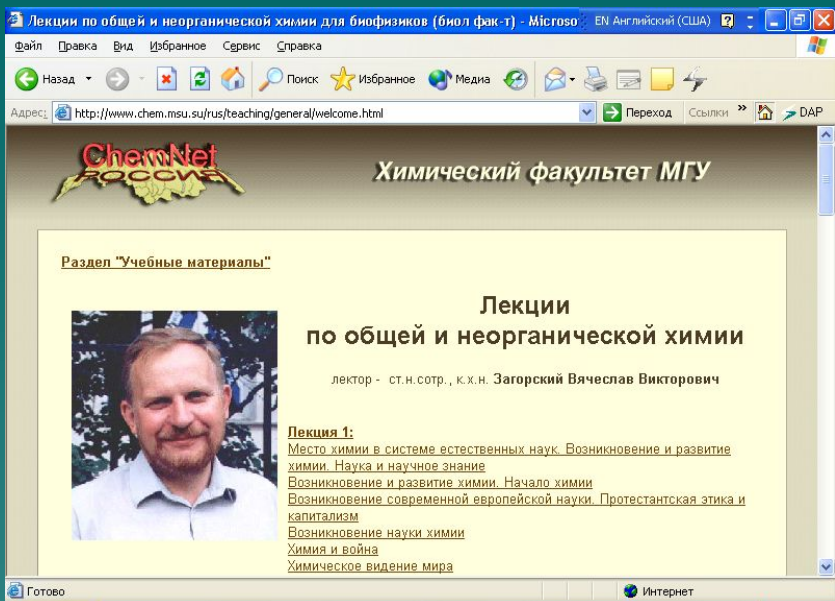 Лекции по общей и неорганической химии для биофизиков (биол фак-т) - Microso
EN Английский (США)
Файл Правка Вид Избранное Сервис Справка
Назад Поиск Избранное Медиа
Адрес: http://www.chem.msu.su/rus/teaching/general/welcome.html Переход Ссылки » DAP
ChemNet
РОССИЯ
Химический факультет МГУ
Раздел "Учебные материалы"
Лекции
по общей и неорганической химии
лектор - ст.н.сотр., к.х.н. Загорский Вячеслав Викторович
Лекция 1:
Место химии в системе естественных наук. Возникновение и развитие
химии. Наука и научное знание
Возникновение и развитие химии. Начало химии
Возникновение современной европейской науки. Протестантская этика и
капитализм
Возникновение науки химии
Химия и война
Химическое видение мира
Готово
Интернет